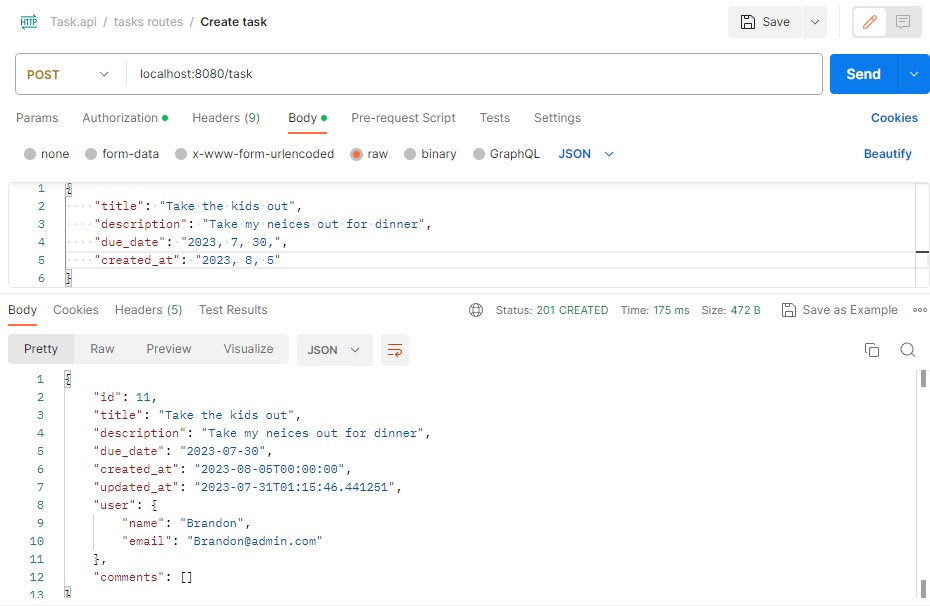 HTTP Task.api / tasks routes / Create task Save
POST localhost:8080/task Send
Params Authorization Headers (9) Body Pre-request Script Tests Settings Cookies
none form-data x-www-form-urlencoded raw binary GraphQL JSON Beautify
1 {
2 ····"title":·"Take·the·kids·out",
3 ····"description":·"Take·my·neices·out·for·dinner",
4 ····"due_date":·"2023,·7,·30,",
5 ····"created_at":·"2023,·8,·5"
6 }
Body Cookies Headers (5) Test Results Status: 201 CREATED Time: 175 ms Size: 472 B Save as Example
Pretty Raw Preview Visualize JSON
1 {
2 "id": 11,
3 "title": "Take the kids out",
4 "description": "Take my neices out for dinner",
5 "due_date": "2023-07-30",
6 "created_at": "2023-08-05T00:00:00",
7 "updated_at": "2023-07-31T01:15:46.441251",
8 "user": {
9 "name": "Brandon",
10 "email": "Brandon@admin.com"
11 },
12 "comments": []
13 }